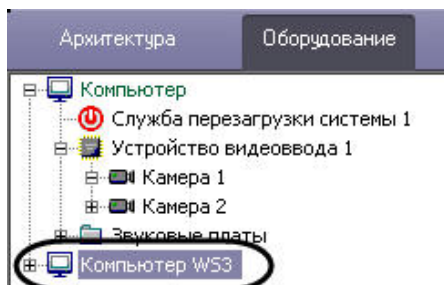 Архитектура Оборудование
Компьютер
Служба перезагрузки системы 1
Устройство видеоввода 1
Камера 1
Камера 2
Звуковые платы
Компьютер WS3